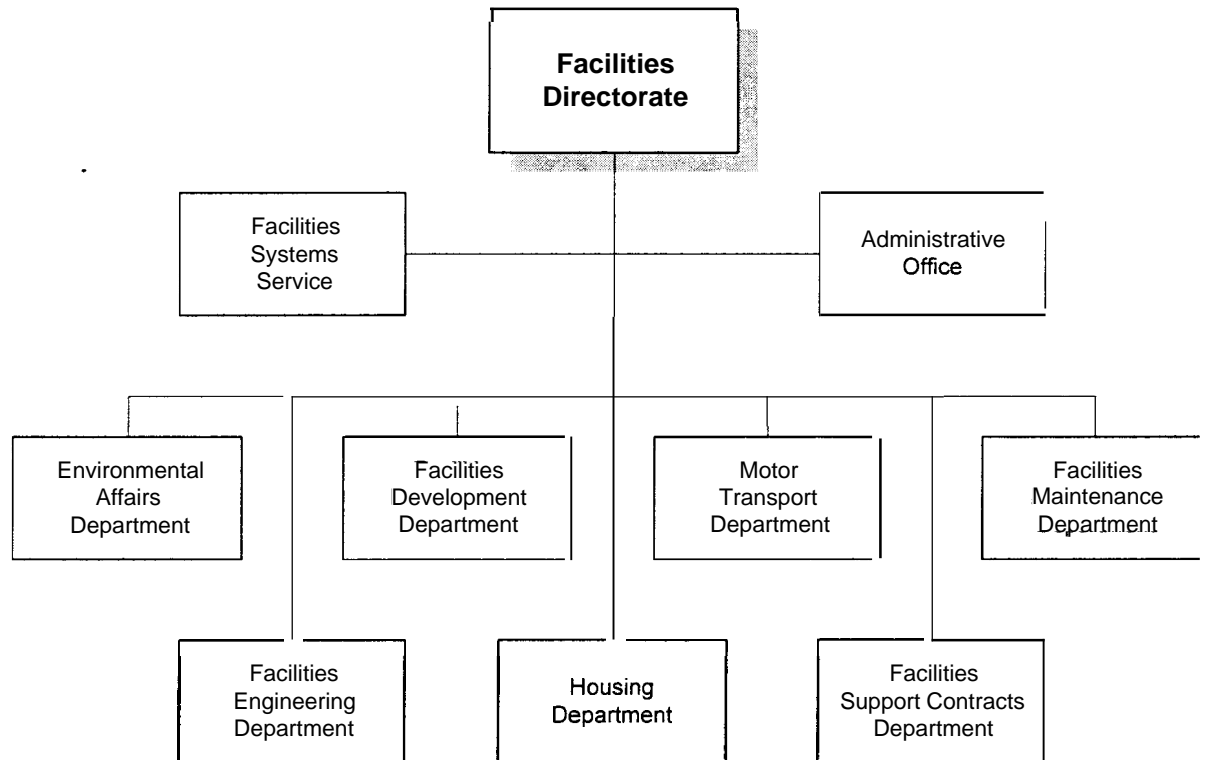 Facilities
Directorate
Facilities
Systems
Service
Administrative
Office
Environmental
Affairs
Department
Facilities
Development
Department
Motor
Transport
Department
Facilities
Maintenance
Department
Facilities
Engineering
Department
Housing
Department
Facilities
Support Contracts
Department